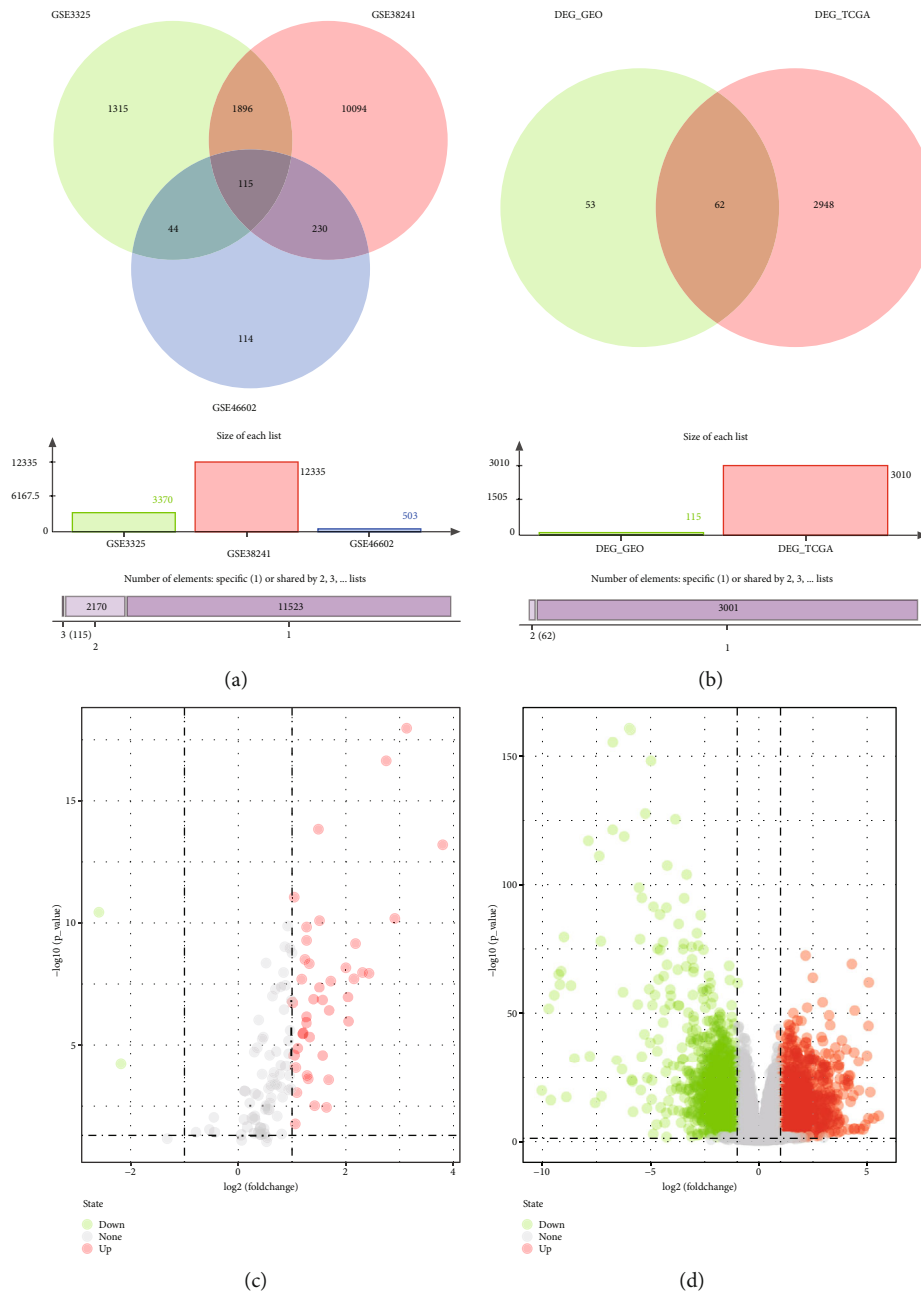 GSE3325
GSE38241
1315
1896
10094
115
44
230
114
GSE46602
Size of each list
12335
6167.5
0
3370
12335
503
GSE3325
GSE38241
GSE46602
Number of elements: specific (1) or shared by 2, 3, ... lists
2170
11523
3 (115)
2
1
(a)
DEG_GEO
DEG_TCGA
53
62
2948
Size of each list
3010
1505
0
115
3010
DEG_GEO
DEG_TCGA
Number of elements: specific (1) or shared by 2, 3, ... lists
3001
2 (62)
1
(b)
–log10 (p_value)
15
10
5
−2
0
2
4
log2 (foldchange)
State
Down
None
Up
(c)
–log10 (p_value)
150
100
50
0
−10
−5
0
5
log2 (foldchange)
State
Down
None
Up
(d)